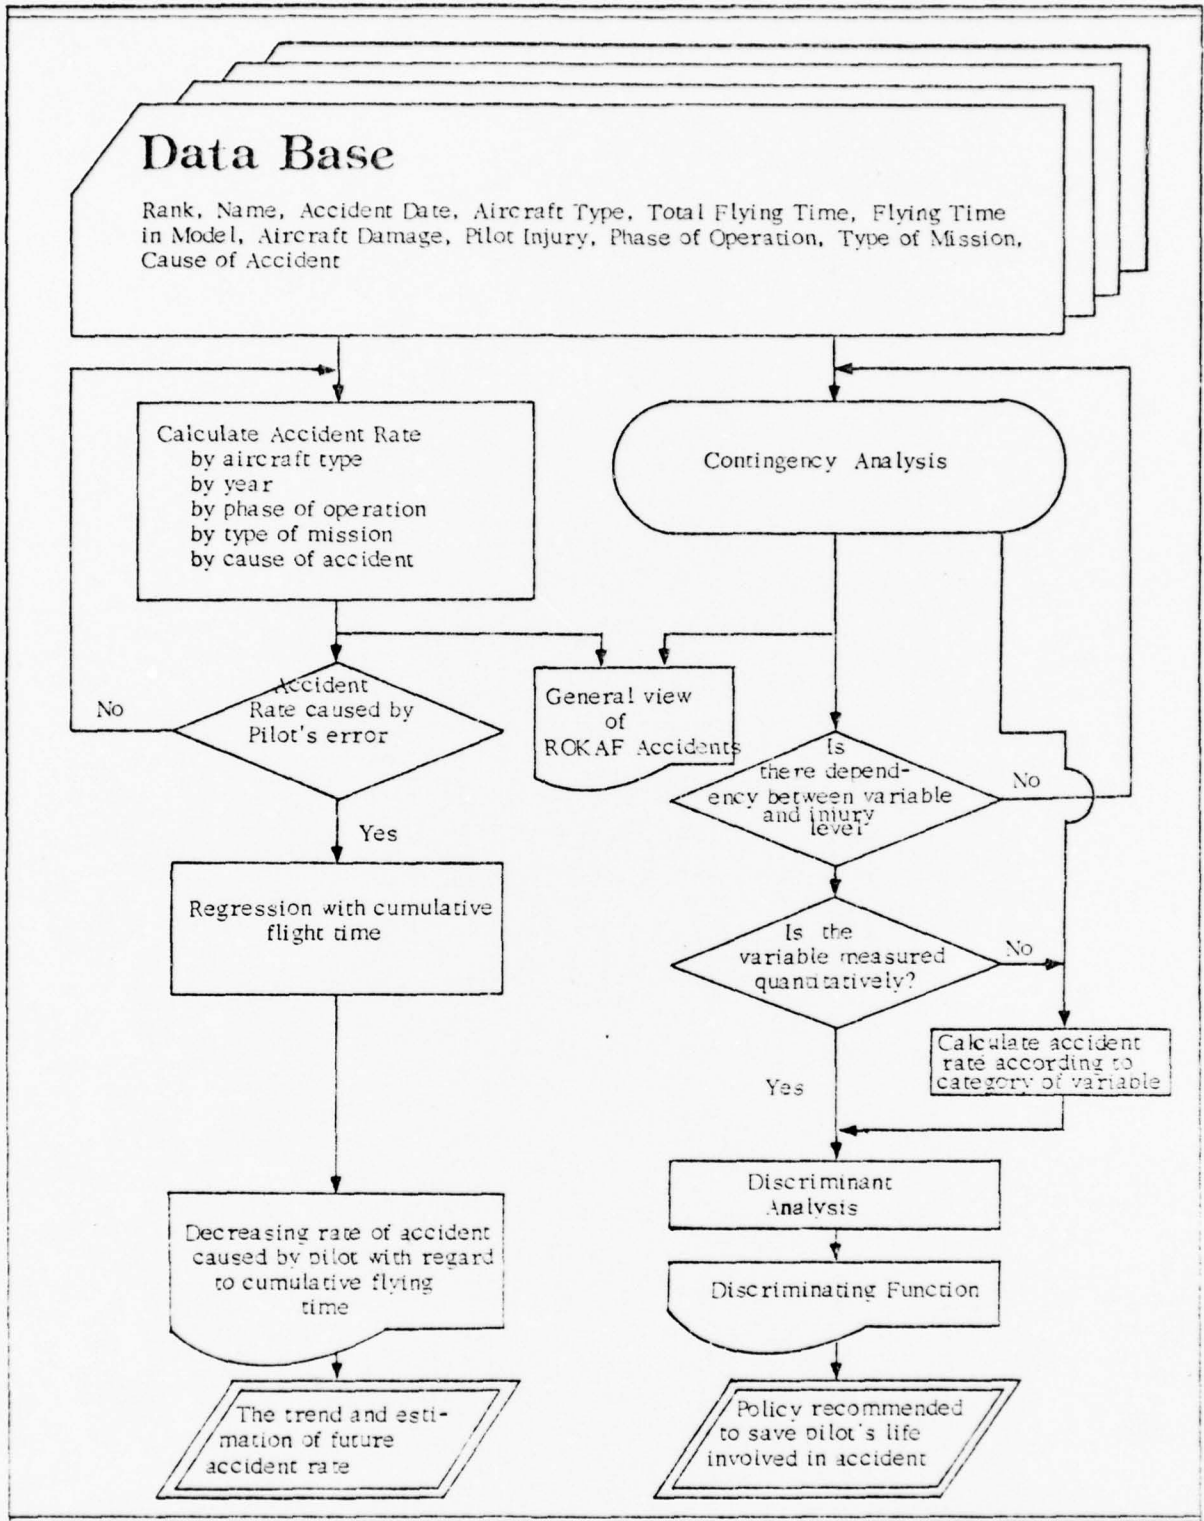 Data Base
Rank, Name, Accident Date, Aircraft Type, Total Flying Time, Flying Time
in Model, Aircraft Damage, Pilot Injury, Phase of Operation, Type of Mission,
Cause of Accident
Calculate Accident Rate
by aircraft type
by year
by phase of operation
by type of mission
by cause of accident
Contingency Analysis
Accident
Rate caused by
Pilot's error
No
Yes
General view
of
ROKAF Accidents
Is
there depend-
ency between variable
and injury
level
No
Regression with cumulative
flight time
Is the
variable measured
quantitatively?
No
Yes
Calculate accident
rate according to
category of variable
Discriminant
Analysis
Decreasing rate of accident
caused by pilot with regard
to cumulative flying
time
Discriminating Function
The trend and esti-
mation of future
accident rate
Policy recommended
to save pilot's life
involved in accident